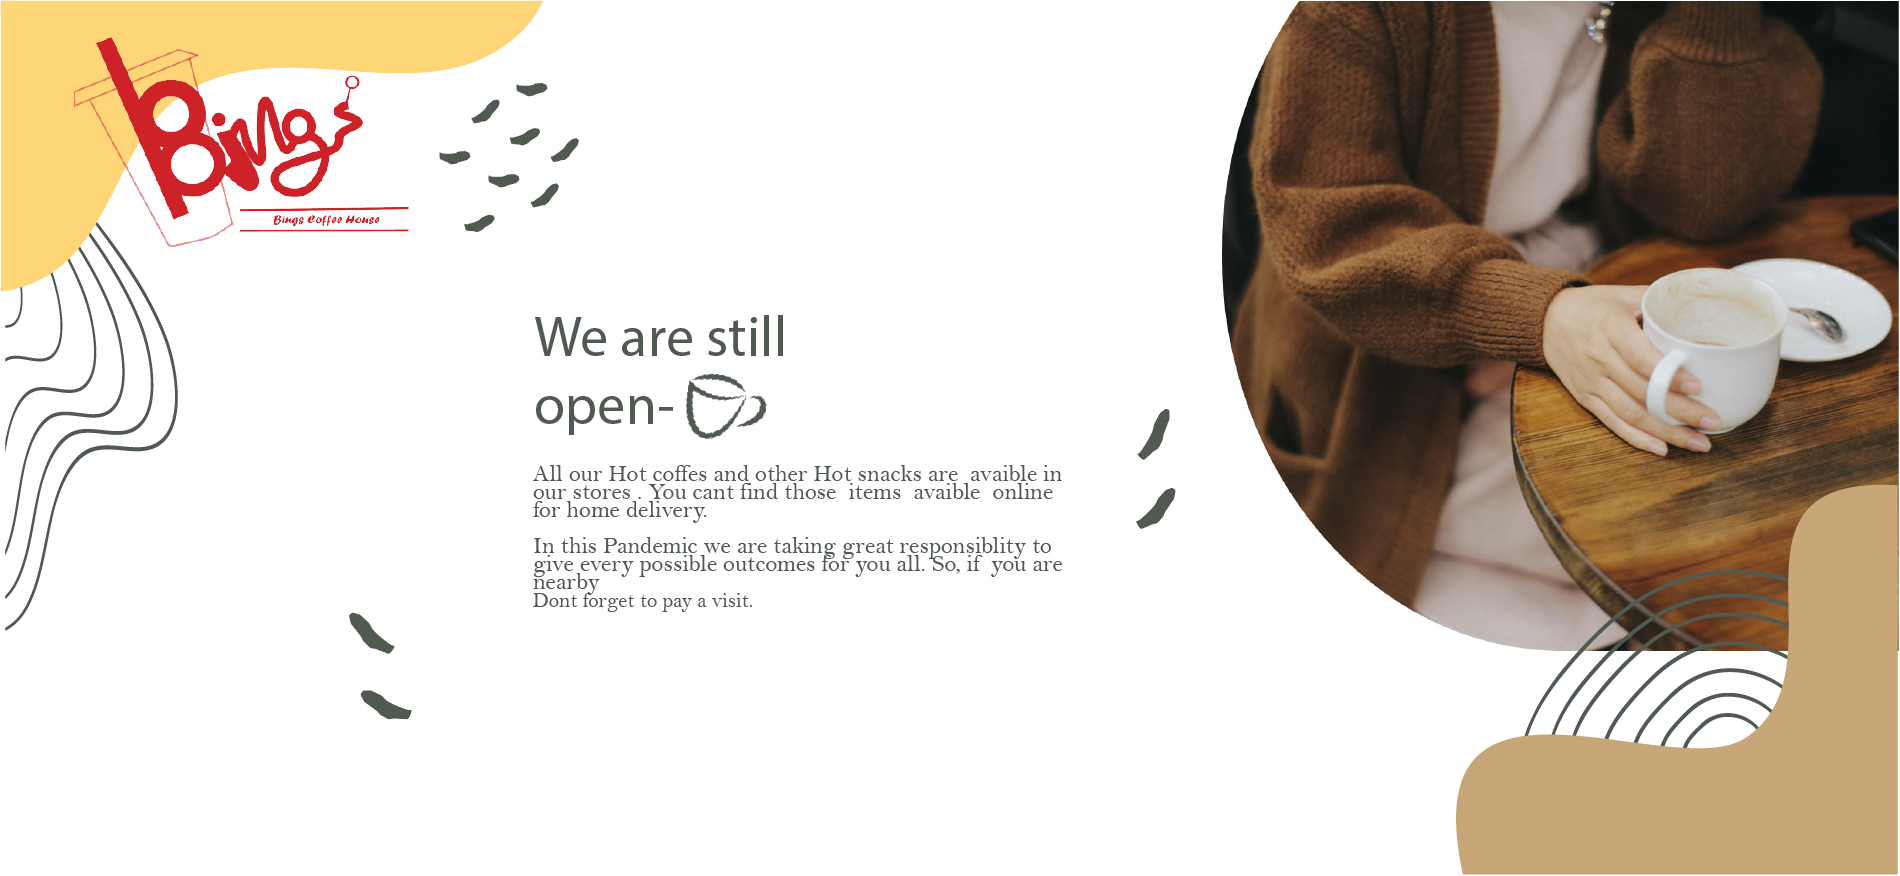 Bings
Bings Coffee House
We are still
open-
All our Hot coffes and other Hot snacks are avaible in
our stores . You cant find those items avaible online
for home delivery.
In this Pandemic we are taking great responsiblity to
give every possible outcomes for you all. So, if you are
nearby
Dont forget to pay a visit.